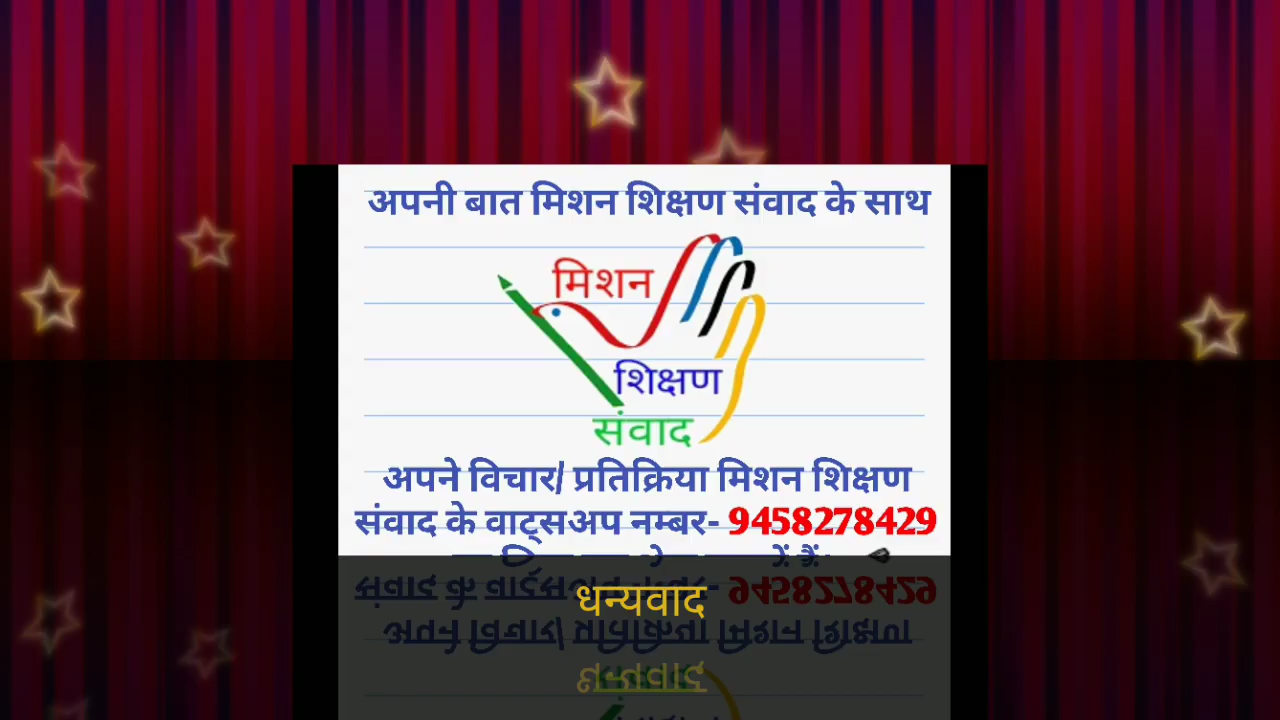 अपनी बात मिशन शिक्षण संवाद के साथ
मिशन
शिक्षण
संवाद
अपने विचार/ प्रतिक्रिया मिशन शिक्षण
संवाद के वाट्सअप नम्बर- 9458278429
धन्यवाद